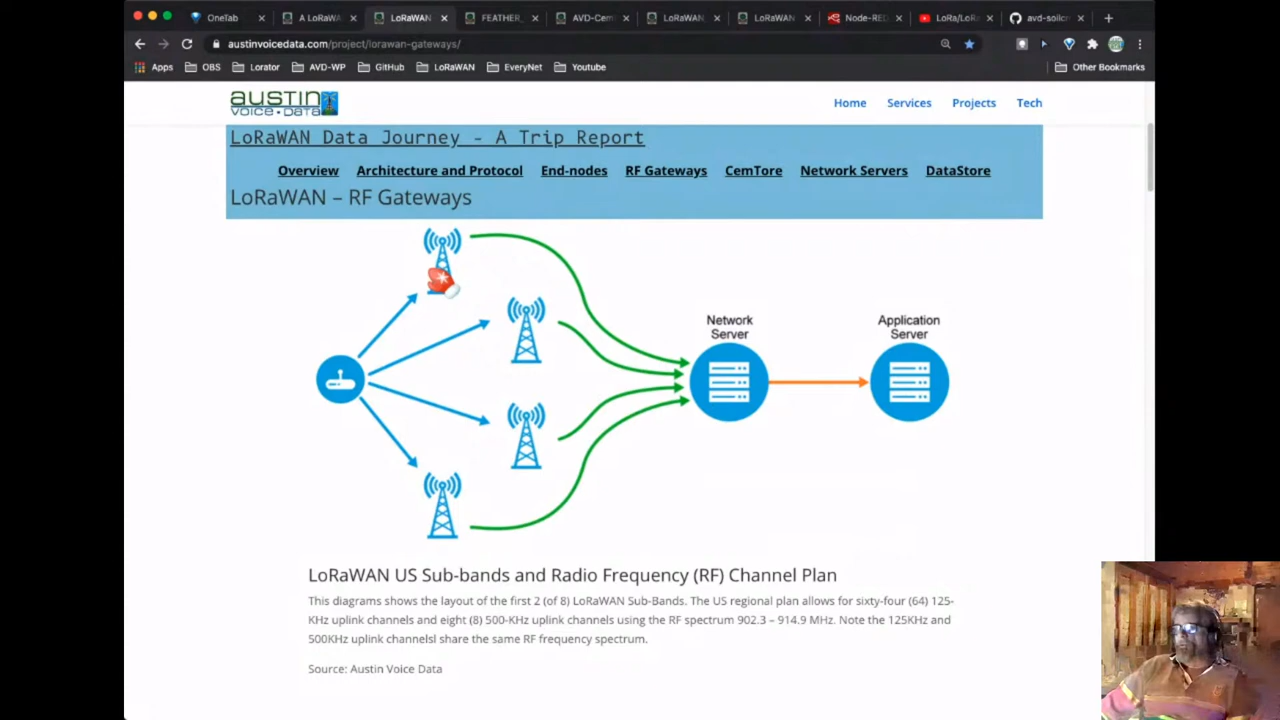 OneTab
A LoRaWA
LoRaWAN
FEATHER_
AVD-Cem
LoRaWAN
LoRaWAN
Node-RED
LoRa/LoR
avd-soilcr
austinvoicedata.com/project/lorawan-gateways/
Apps
OBS
Lorator
AVD-WP
GitHub
LoRaWAN
EveryNet
Youtube
Other Bookmarks
AUSTIN
VOICE•DATA
Home
Services
Projects
Tech
LoRaWAN Data Journey - A Trip Report
Overview
Architecture and Protocol
End-nodes
RF Gateways
CemTore
Network Servers
DataStore
LoRaWAN – RF Gateways
Network
Server
Application
Server
LoRaWAN US Sub-bands and Radio Frequency (RF) Channel Plan
This diagrams shows the layout of the first 2 (of 8) LoRaWAN Sub-Bands. The US regional plan allows for sixty-four (64) 125-
KHz uplink channels and eight (8) 500-KHz uplink channels using the RF spectrum 902.3 – 914.9 MHz. Note the 125KHz and
500KHz uplink channelsl share the same RF frequency spectrum.
Source: Austin Voice Data